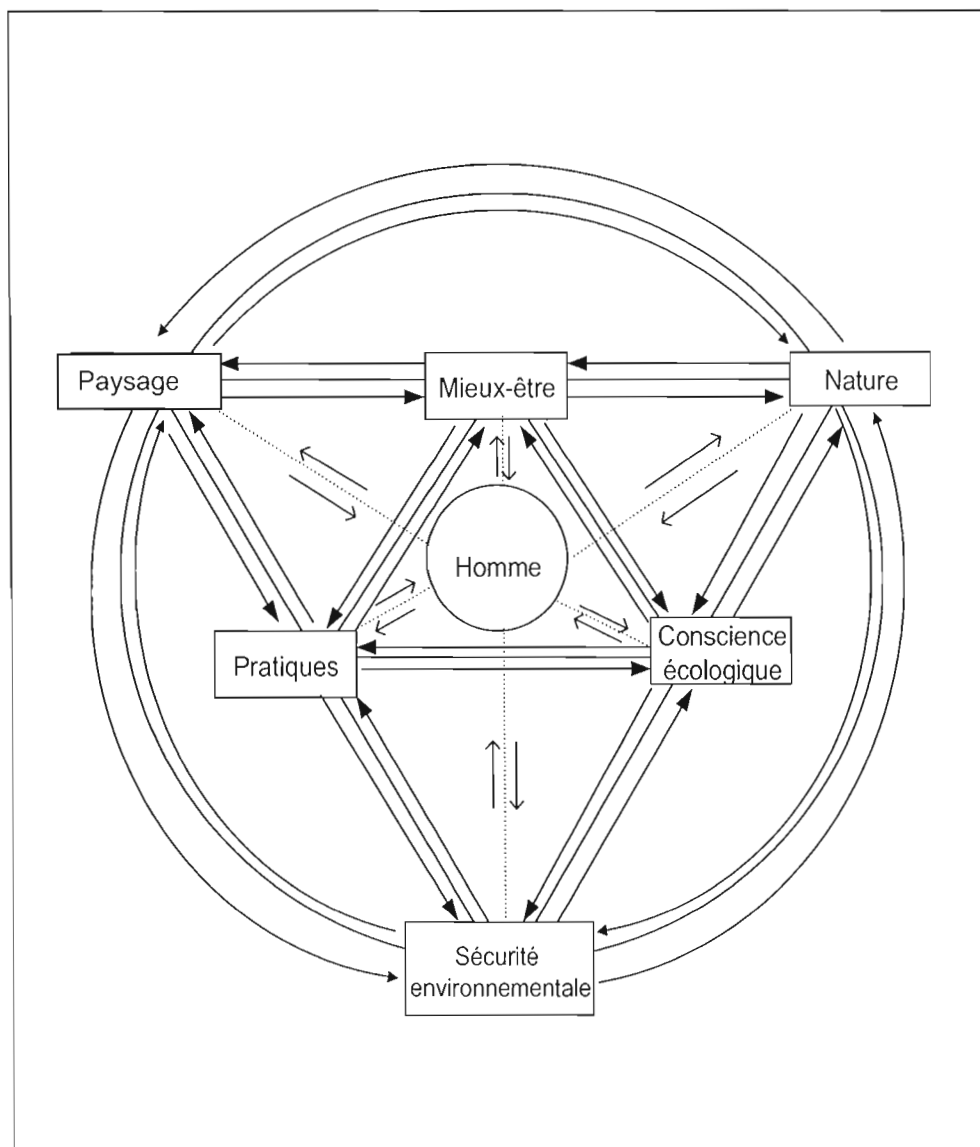 Paysage
Mieux-être
Nature
Homme
Pratiques
Conscience
écologique
Sécurité
environnementale